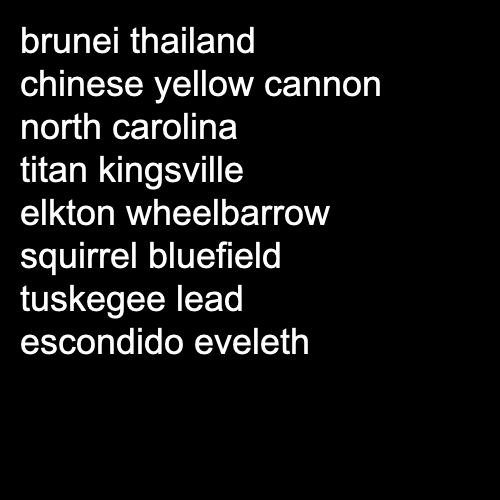 brunei thailand
chinese yellow cannon
north carolina
titan kingsville
elkton wheelbarrow
squirrel bluefield
tuskegee lead
escondido eveleth